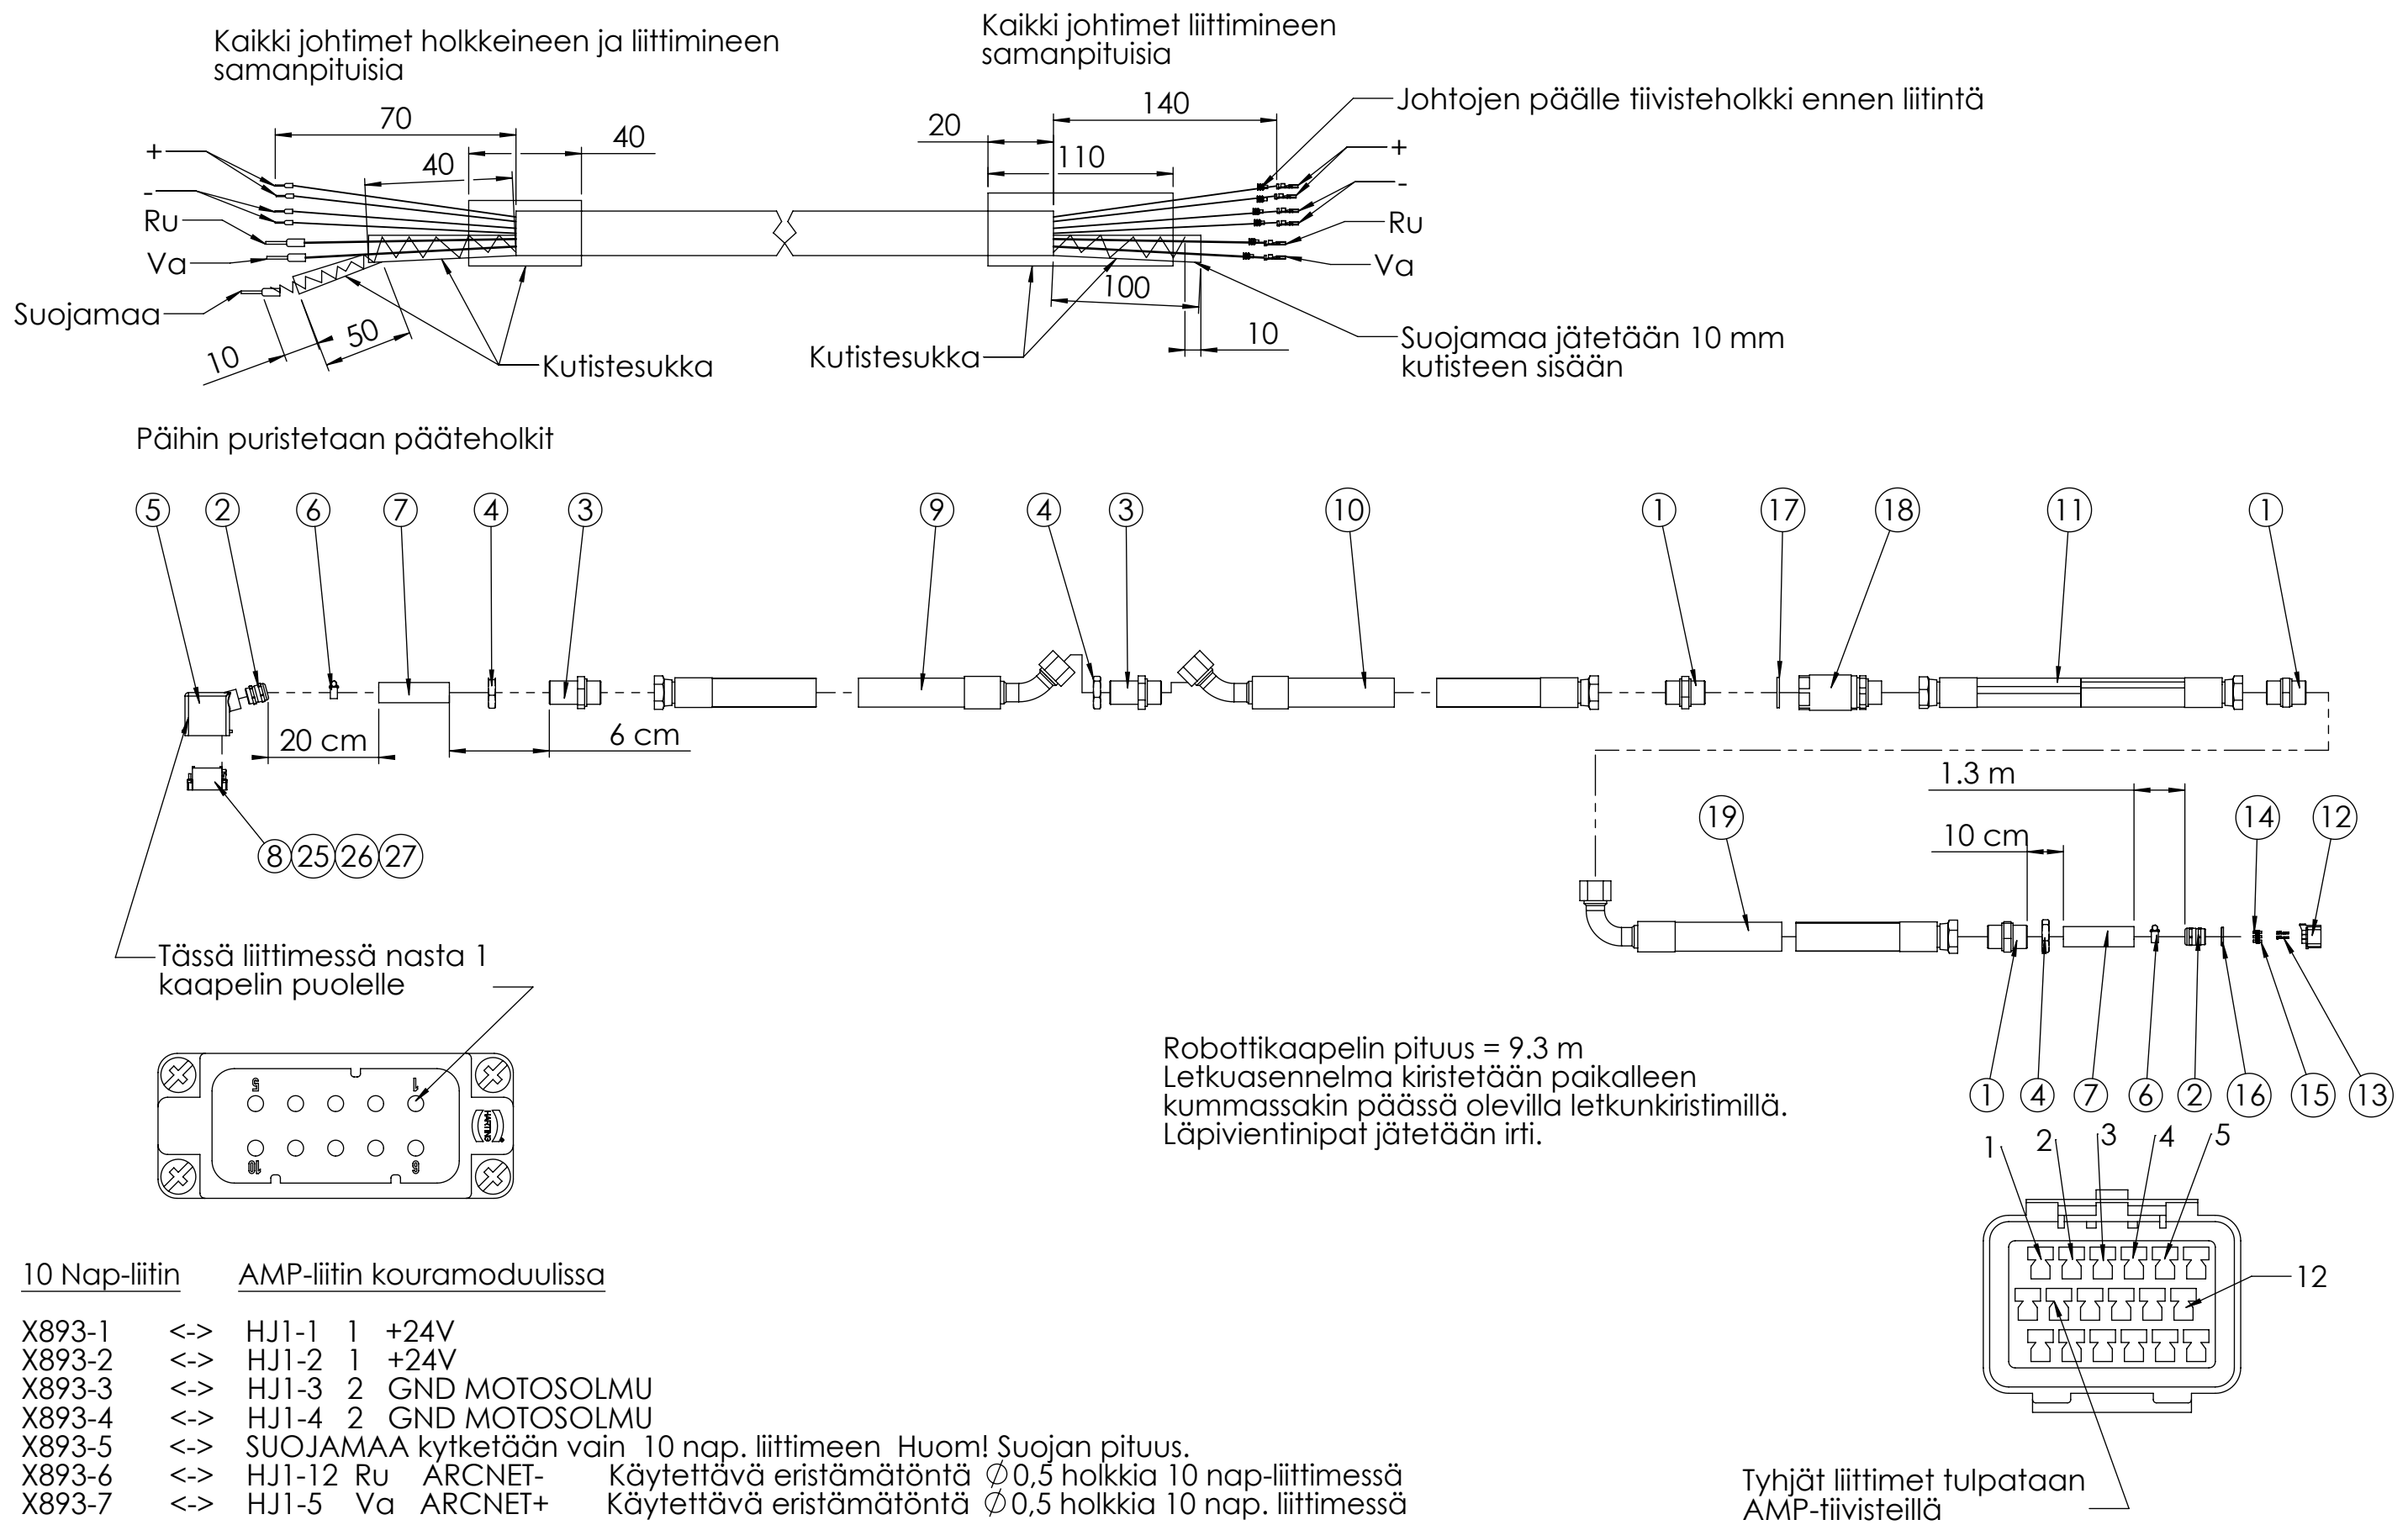 Kaikki johtimet holkkeineen ja liittimineen
samanpituisia
Kaikki johtimet liittimineen
samanpituisia
Johtojen päälle tiivisteholkki ennen liitintä
70
40
40
20
140
110
+
-
Ru
Va
Suojamaa
10
50
Kutistesukka
+
-
Ru
Va
100
10
Kutistesukka
Suojamaa jätetään 10 mm
kutisteen sisään
Päihin puristetaan pääteholkit
5 2 6 7 4 3 9 4 3 10 1 17 18 11 1
20 cm
6 cm
8 25 26 27
1.3 m
10 cm
19
14
12
Tässä liittimessä nasta 1
kaapelin puolelle
5 1
HARTING
10 6
Robottikaapelin pituus = 9.3 m
Letkuasennelma kiristetään paikalleen
kummassakin päässä olevilla letkunkiristimillä.
Läpivientinipat jätetään irti.
1 4 7 6 2 16 15 13
1 2 3 4 5
12
10 Nap-liitin AMP-liitin kouramoduulissa
X893-1 <-> HJ1-1 1 +24V
X893-2 <-> HJ1-2 1 +24V
X893-3 <-> HJ1-3 2 GND MOTOSOLMU
X893-4 <-> HJ1-4 2 GND MOTOSOLMU
X893-5 <-> SUOJAMAA kytketään vain 10 nap. liittimeen Huom! Suojan pituus.
X893-6 <-> HJ1-12 Ru ARCNET- Käytettävä eristämätöntä ∅0,5 holkkia 10 nap-liittimessä
X893-7 <-> HJ1-5 Va ARCNET+ Käytettävä eristämätöntä ∅0,5 holkkia 10 nap. liittimessä
Tyhjät liittimet tulpataan
AMP-tiivisteillä